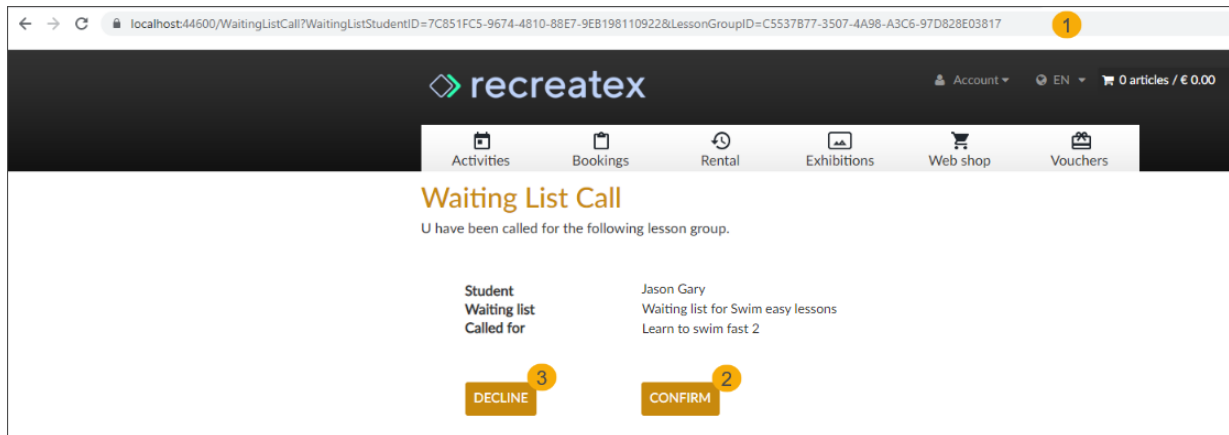 localhost:44600/WaitingListCall?WaitingListStudentID=7C851FC5-9674-4810-88E7-9EB198110922&LessonGroupID=C5537B77-3507-4A98-A3C6-97D828E03817 1
recreatex Account EN 0 articles / € 0.00
Activities Bookings Rental Exhibitions Web shop Vouchers
Waiting List Call
U have been called for the following lesson group.
Student Jason Gary
Waiting list Waiting list for Swim easy lessons
Called for Learn to swim fast 2
3 2
DECLINE CONFIRM